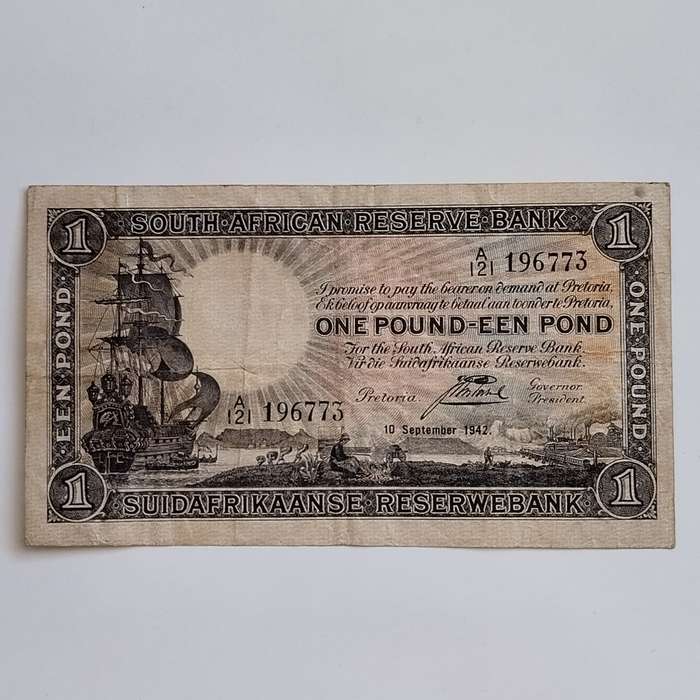 1 SOUTH AFRICAN RESERVE BANK 1
A/121 196773
I promise to pay the bearer on demand at Pretoria,
Ek beloof op aanvraag te betaal aan toonder te Pretoria,
ONE POUND-EEN POND
For the South African Reserve Bank.
Vir die Suidafrikaanse Reserwebank.
Pretoria. Governor
President.
A/121 196773
10 September 1942.
EEN POND
ONE POUND
1 SUIDAFRIKAANSE RESERWEBANK 1